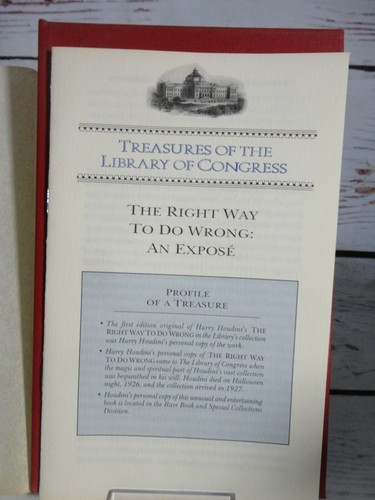 TREASURES OF THE
LIBRARY OF CONGRESS
THE RIGHT WAY
TO DO WRONG:
AN EXPOSÉ
PROFILE
OF A TREASURE
• The first edition original of Harry Houdini's THE
RIGHT WAY TO DO WRONG in the Library's collection
was Harry Houdini's personal copy of the work.
• Harry Houdini's personal copy of THE RIGHT WAY
TO DO WRONG came to The Library of Congress when
the magic and spiritual part of Houdini's vast collection
was bequeathed in his will. Houdini died on Halloween
night, 1926, and the collection arrived in 1927.
• Houdini's personal copy of this unusual and entertaining
book is located in the Rare Book and Special Collections
Division.